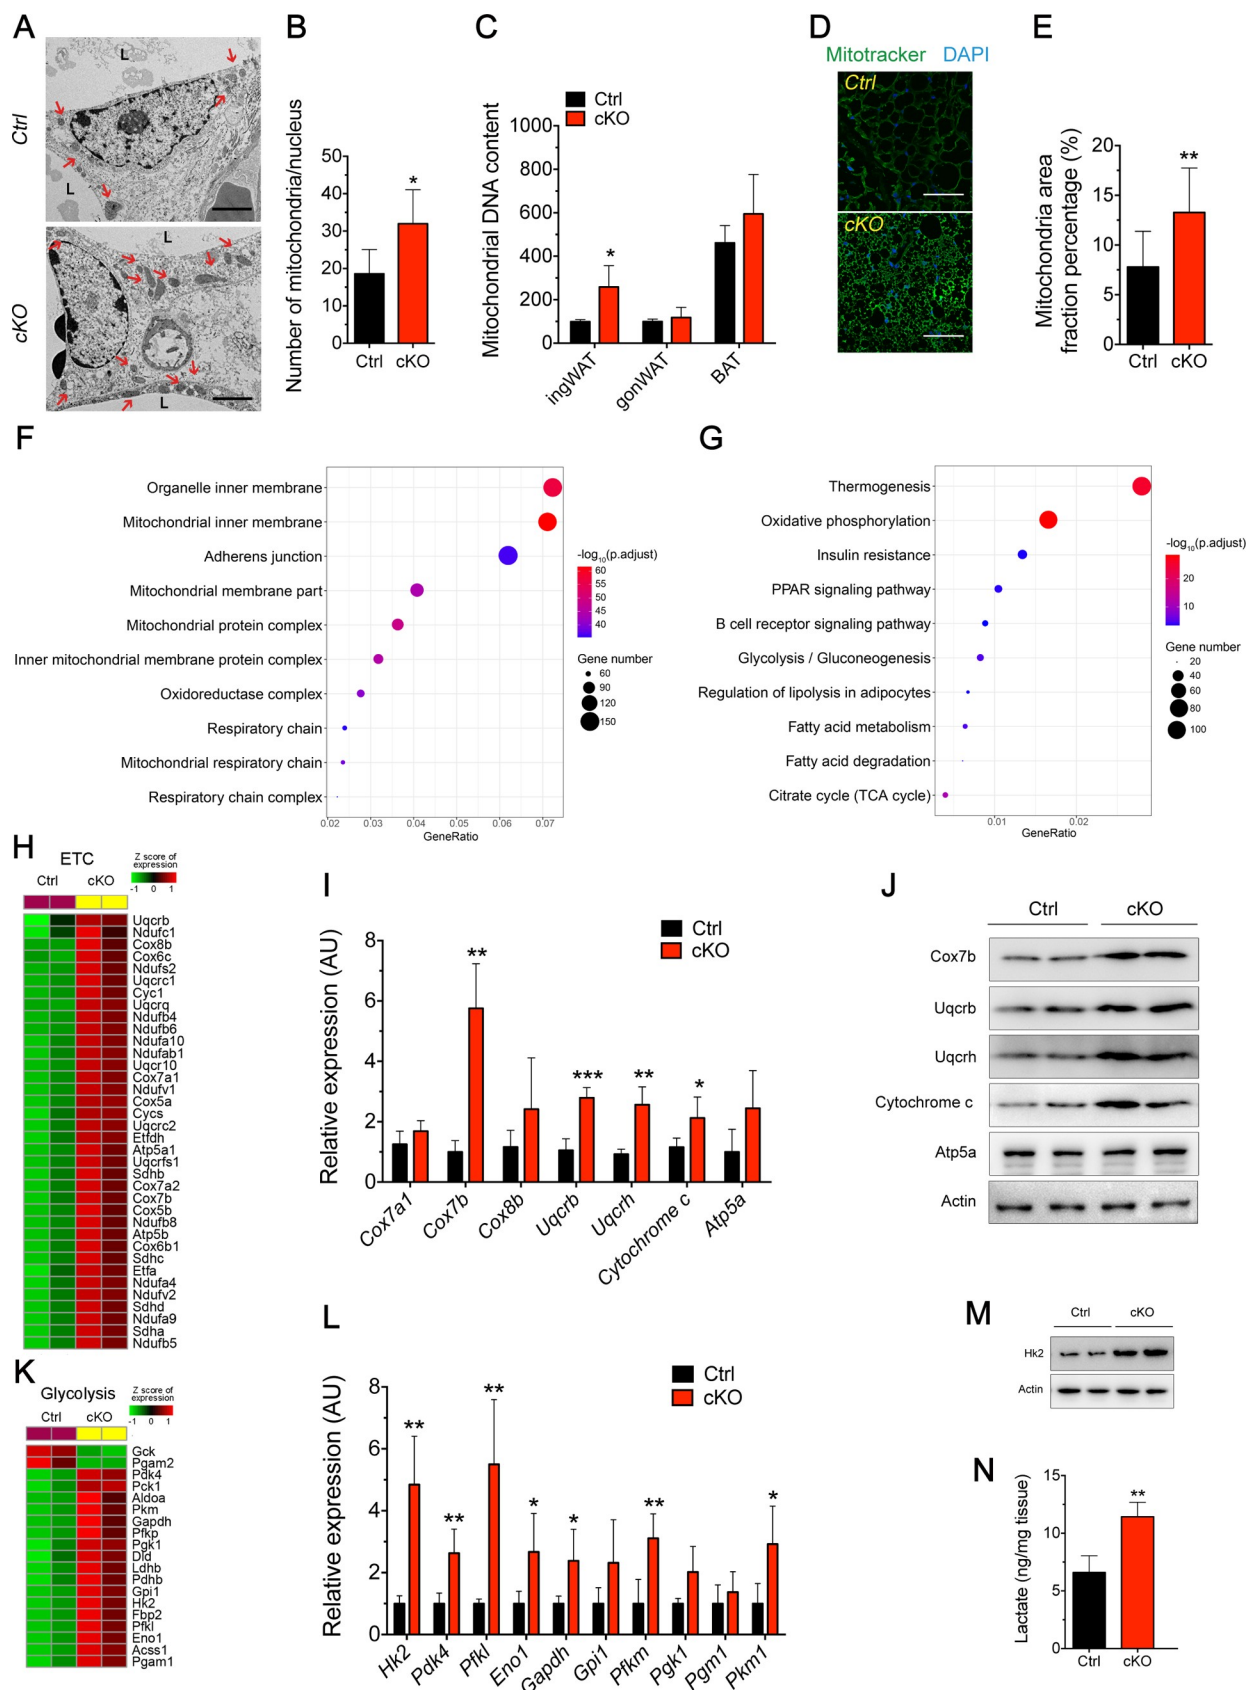 A
Ctrl
L
L
cKO
L
L
B
Number of mitochondria/nucleus
50
40
30
20
10
0
*
Ctrl
cKO
C
Ctrl
cKO
Mitochondrial DNA content
1000
800
600
400
200
0
*
ingWAT
gonWAT
BAT
D
Mitotracker DAPI
Ctrl
cKO
E
Mitochondria area
fraction percentage (%)
20
15
10
5
0
**
Ctrl
cKO
F
Organelle inner membrane
Mitochondrial inner membrane
Adherens junction
Mitochondrial membrane part
Mitochondrial protein complex
Inner mitochondrial membrane protein complex
Oxidoreductase complex
Respiratory chain
Mitochondrial respiratory chain
Respiratory chain complex
0.02 0.03 0.04 0.05 0.06 0.07
GeneRatio
-log10(p.adjust)
60
55
50
45
40
Gene number
60
90
120
150
G
Thermogenesis
Oxidative phosphorylation
Insulin resistance
PPAR signaling pathway
B cell receptor signaling pathway
Glycolysis / Gluconeogenesis
Regulation of lipolysis in adipocytes
Fatty acid metabolism
Fatty acid degradation
Citrate cycle (TCA cycle)
0.01 0.02
GeneRatio
-log10(p.adjust)
20
10
Gene number
20
40
60
80
100
H
ETC
Z score of
expression
-1 0 1
Ctrl cKO
Uqcrb
Ndufc1
Cox8b
Cox6c
Ndufs2
Uqcrc1
Cyc1
Uqcrq
Ndufb4
Ndufb6
Ndufa10
Ndufab1
Uqcr10
Cox7a1
Ndufv1
Cox5a
Cycs
Uqcrc2
Etfdh
Atp5a1
Uqcrfs1
Sdhb
Cox7a2
Cox7b
Cox5b
Ndufb8
Atp5b
Cox6b1
Sdhc
Etfa
Ndufa4
Ndufv2
Sdhd
Ndufa9
Sdha
Ndufb5
I
Ctrl
cKO
Relative expression (AU)
8
6
4
2
0
**
***
**
*
Cox7a1
Cox7b
Cox8b
Uqcrb
Uqcrh
Cytochrome c
Atp5a
J
Ctrl cKO
Cox7b
Uqcrb
Uqcrh
Cytochrome c
Atp5a
Actin
K
Glycolysis
Z score of
expression
-1 0 1
Ctrl cKO
Gck
Pgam2
Pdk4
Pck1
Aldoa
Pkm
Gapdh
Pfkp
Pgk1
Dld
Ldhb
Pdhb
Gpi1
Hk2
Fbp2
Pfkl
Eno1
Acss1
Pgam1
L
Ctrl
cKO
Relative expression (AU)
8
6
4
2
0
**
**
**
*
*
**
*
Hk2
Pdk4
Pfkl
Eno1
Gapdh
Gpi1
Pfkm
Pgk1
Pgm1
Pkm1
M
Ctrl cKO
Hk2
Actin
N
Lactate (ng/mg tissue)
15
10
5
0
**
Ctrl
cKO